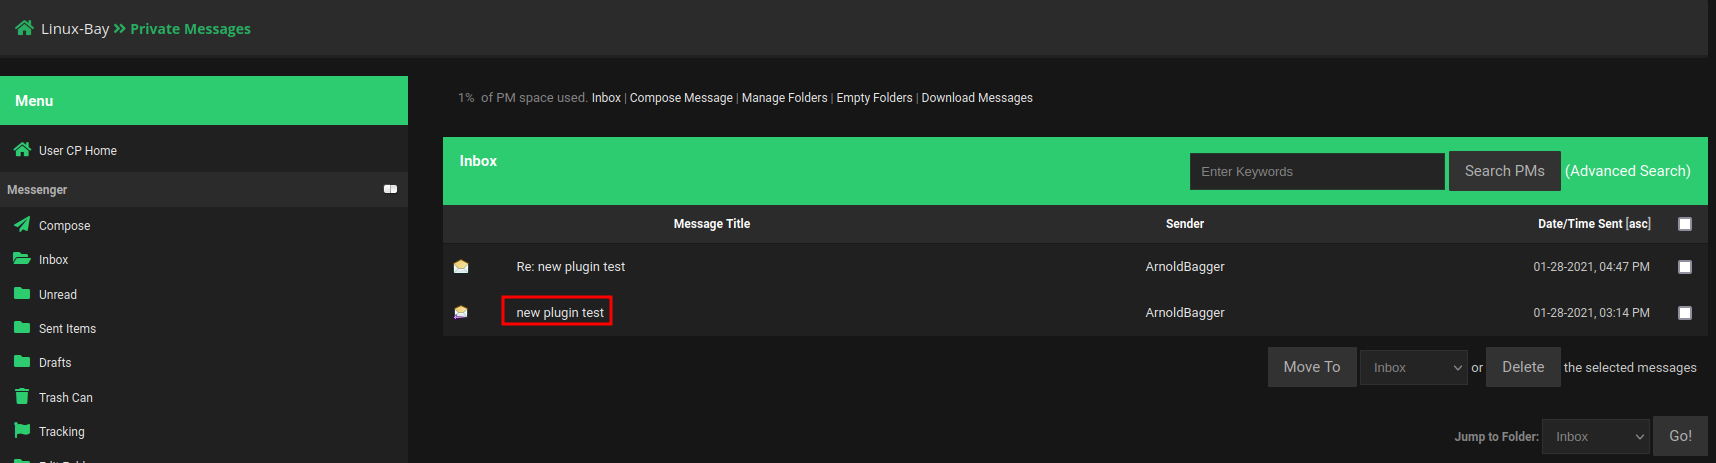 Linux-Bay » Private Messages
Menu
User CP Home
Messenger
Compose
Inbox
Unread
Sent Items
Drafts
Trash Can
Tracking
1% of PM space used. Inbox | Compose Message | Manage Folders | Empty Folders | Download Messages
Inbox
Enter Keywords
Search PMs
(Advanced Search)
Message Title Sender Date/Time Sent [asc]
Re: new plugin test ArnoldBagger 01-28-2021, 04:47 PM
new plugin test ArnoldBagger 01-28-2021, 03:14 PM
Move To Inbox or Delete the selected messages
Jump to Folder: Inbox Go!